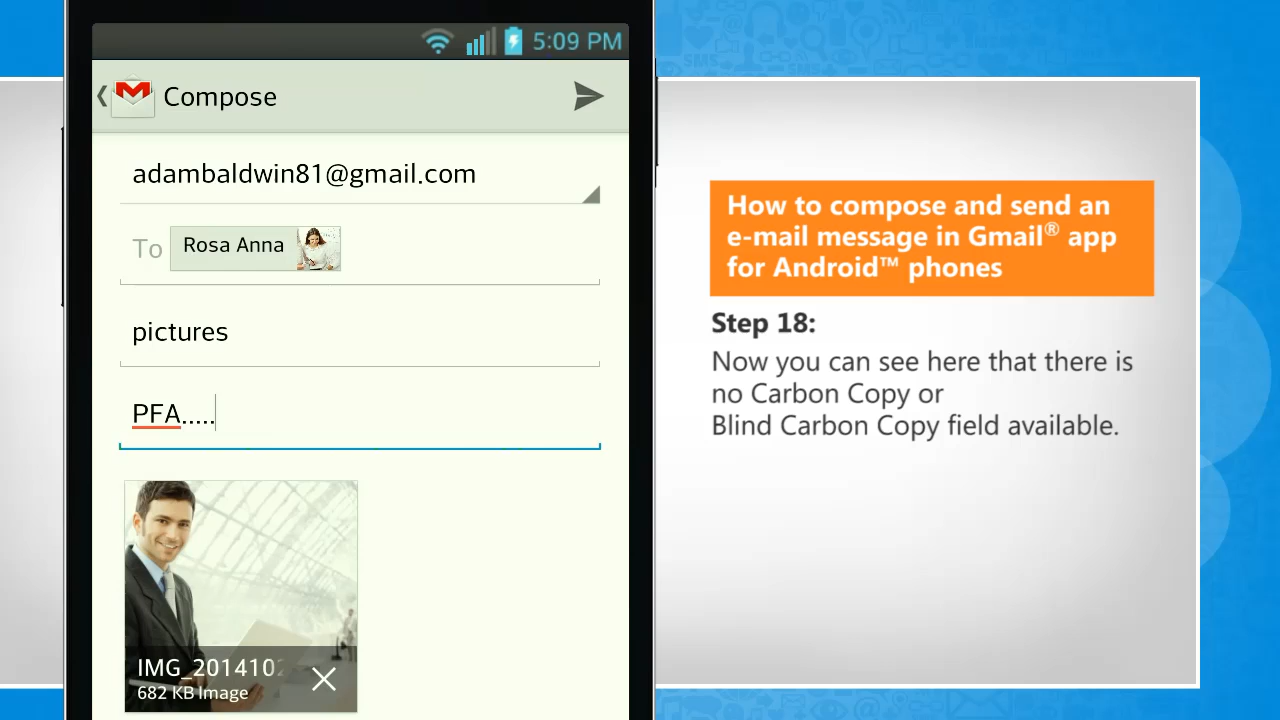 5:09 PM
Compose
adambaldwin81@gmail.com
To Rosa Anna
pictures
PFA.....
IMG_201410
682 KB Image
How to compose and send an
e-mail message in Gmail® app
for Android™ phones
Step 18:
Now you can see here that there is
no Carbon Copy or
Blind Carbon Copy field available.